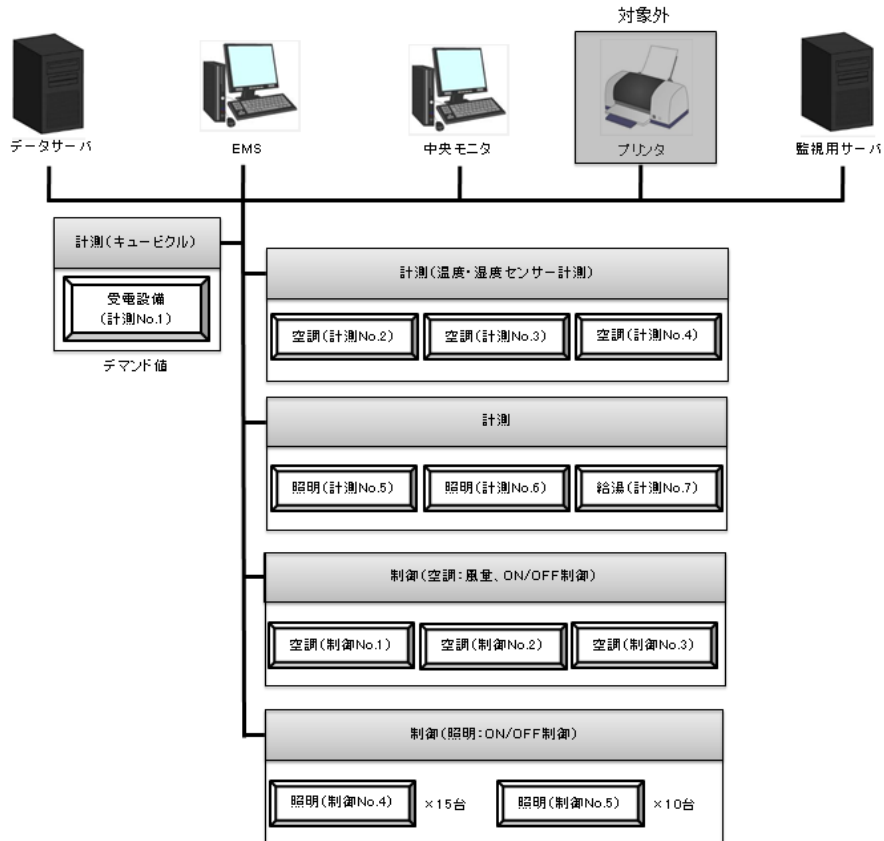 対象外
データサーバ
EMS
中央モニタ
プリンタ
監視用サーバ
計測(キュービクル)
受電設備
(計測No.1)
デマンド値
計測(温度・湿度センサー計測)
空調(計測No.2)
空調(計測No.3)
空調(計測No.4)
計測
照明(計測No.5)
照明(計測No.6)
給湯(計測No.7)
制御(空調:風量、ON/OFF制御)
空調(制御No.1)
空調(制御No.2)
空調(制御No.3)
制御(照明:ON/OFF制御)
照明(制御No.4)
×15台
照明(制御No.5)
×10台